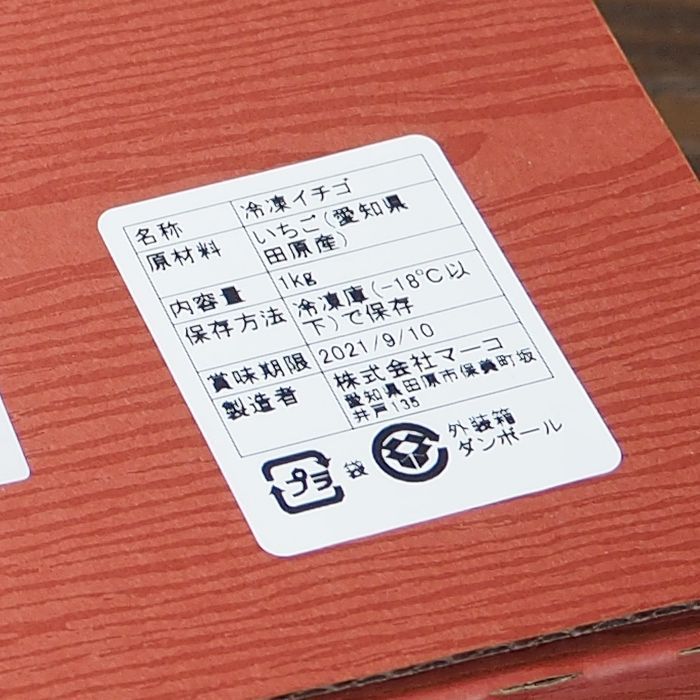 名称 冷凍イチゴ
原材料 いちご(愛知県
田原産)
内容量 1kg
保存方法 冷凍庫(-18℃以
下)で保存
賞味期限 2021/9/10
製造者 株式会社マーコ
愛知県田原市保美町坂
井戸135
プラ 袋 外装箱
ダンボール